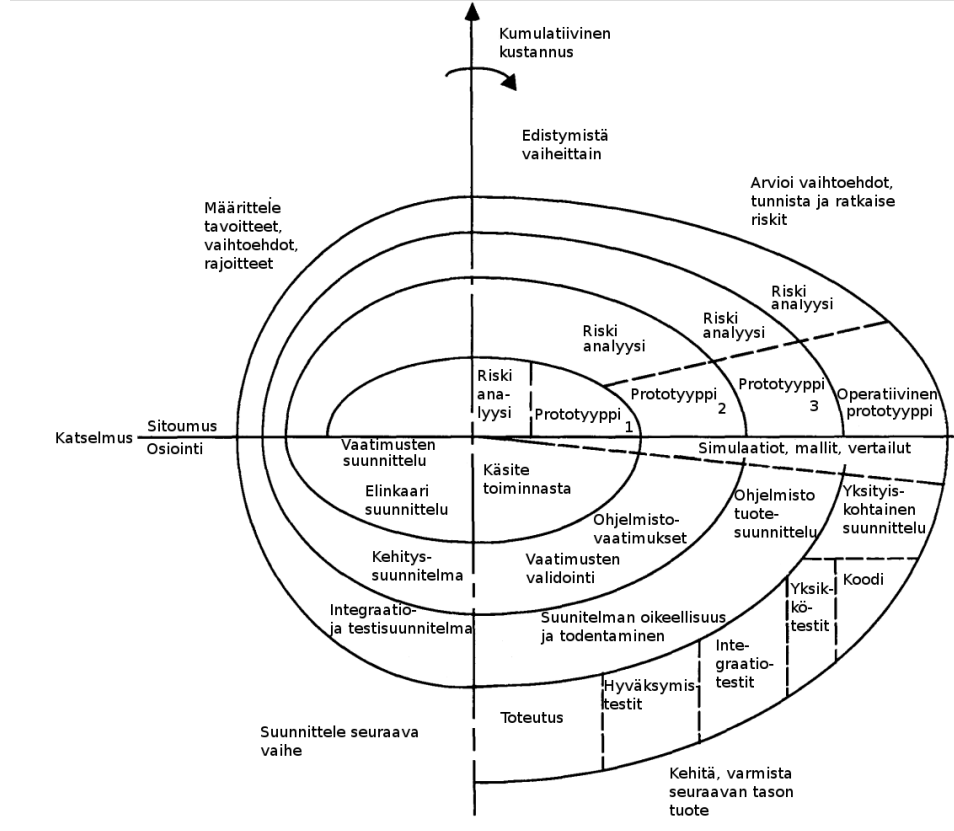 Kumulatiivinen
kustannus
Edistymistä
vaiheittain
Arvioi vaihtoehdot,
tunnista ja ratkaise
riskit
Määrittele
tavoitteet,
vaihtoehdot,
rajoitteet
Riski
analyysi
Riski
analyysi
Riski
analyysi
Riski
ana-
lyysi
Prototyyppi
1
Prototyyppi
2
Prototyyppi
3
Operatiivinen
prototyyppi
Sitoumus
Katselmus
Osiointi
Simulaatiot, mallit, vertailut
Vaatimusten
suunnittelu
Käsite
toiminnasta
Elinkaari
suunnittelu
Ohjelmisto-
vaatimukset
Ohjelmisto
tuote-
suunnittelu
Yksityis-
kohtainen
suunnittelu
Kehitys-
suunnitelma
Vaatimusten
validointi
Yksik-
kö-
testit
Koodi
Integraatio-
ja testisuunnitelma
Suunitelman oikeellisuus
ja todentaminen
Inte-
graatio-
testit
Hyväksymis-
testit
Toteutus
Suunnittele seuraava
vaihe
Kehitä, varmista
seuraavan tason
tuote